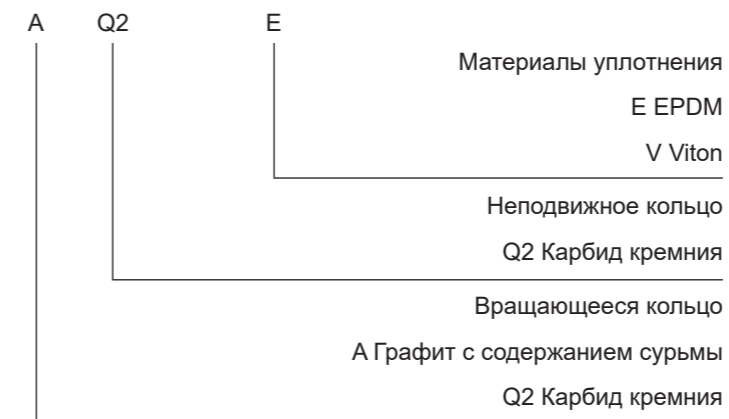 A Q2 E
Материалы уплотнения
E EPDM
V Viton
Неподвижное кольцо
Q2 Карбид кремния
Вращающееся кольцо
A Графит с содержанием сурьмы
Q2 Карбид кремния